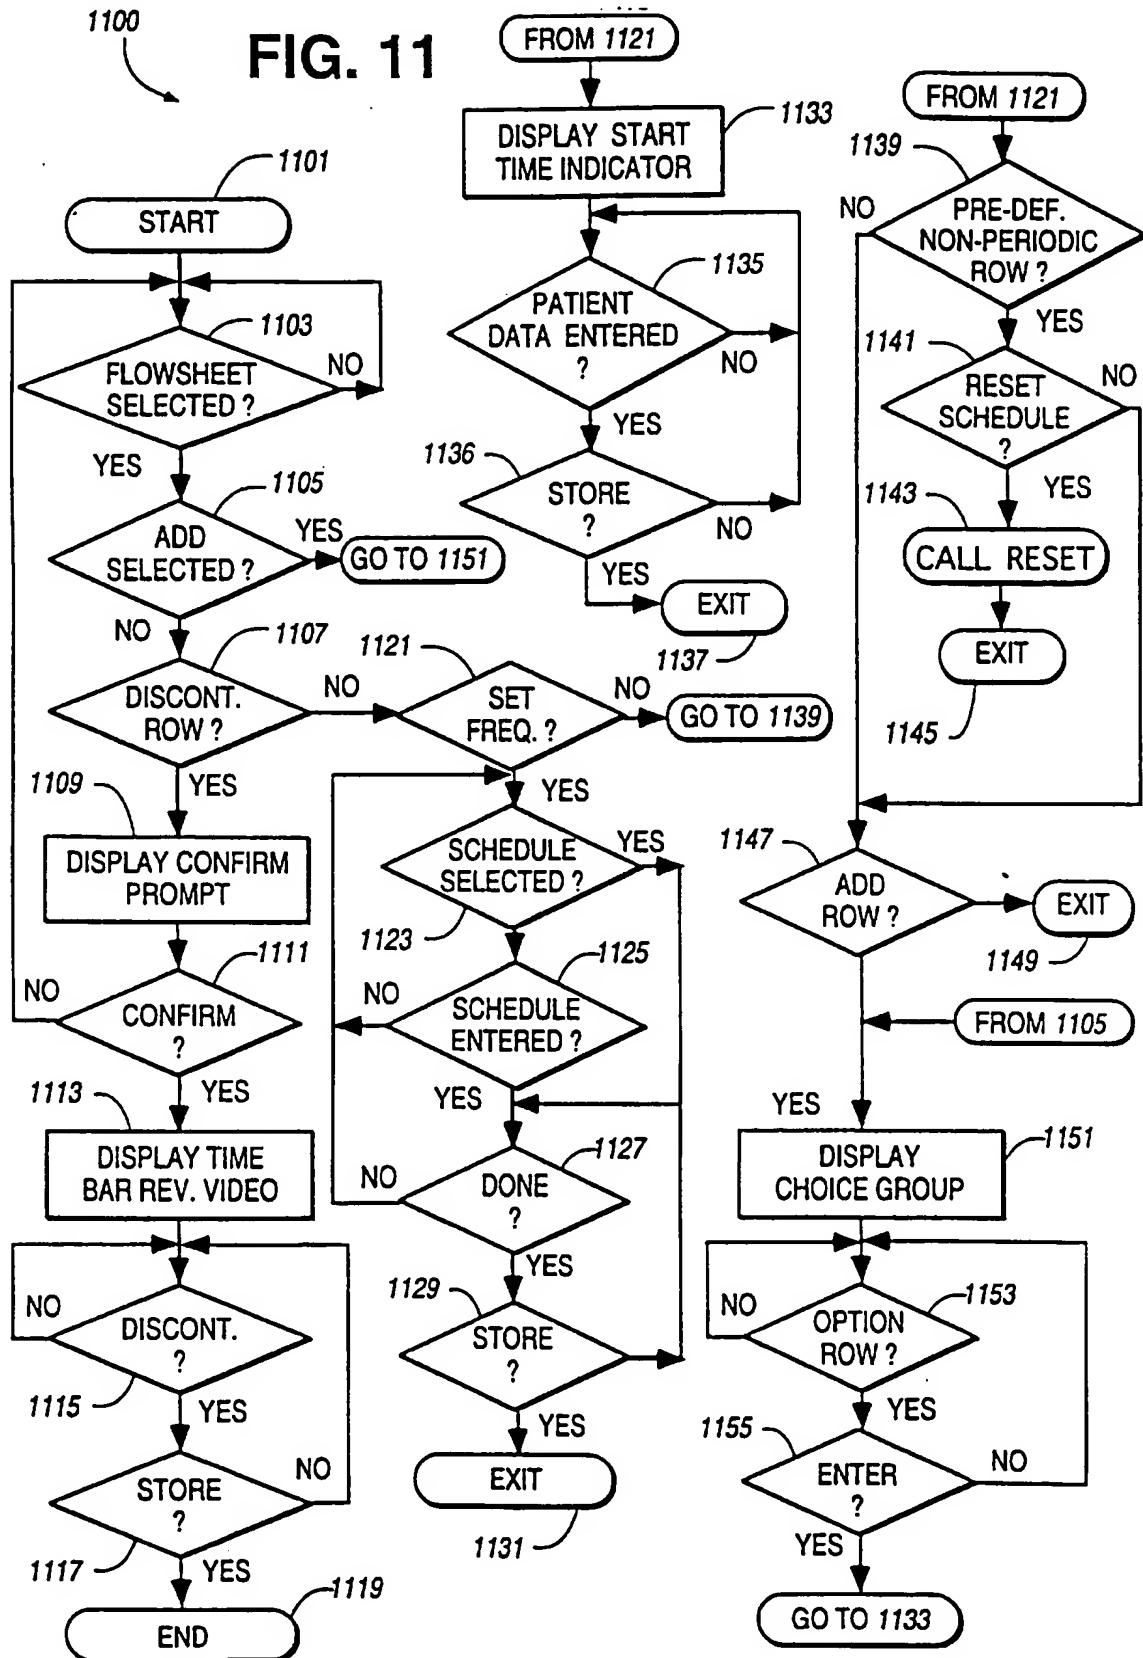 1100
FIG. 11
1101
START
1103
FLOWSHEET
SELECTED ?
NO
YES
1105
ADD
SELECTED ?
YES
GO TO 1151
NO
1107
DISCONT.
ROW ?
NO
YES
1109
DISPLAY CONFIRM
PROMPT
1111
NO
CONFIRM
?
YES
1113
DISPLAY TIME
BAR REV. VIDEO
NO
DISCONT.
?
1115
YES
STORE
?
NO
1117
YES
1119
END
FROM 1121
1133
DISPLAY START
TIME INDICATOR
1135
PATIENT
DATA ENTERED
?
NO
YES
1136
STORE
?
NO
YES
EXIT
1137
1121
SET
FREQ. ?
NO
GO TO 1139
YES
SCHEDULE
SELECTED ?
YES
1123
1125
NO
SCHEDULE
ENTERED ?
YES
1127
NO
DONE
?
YES
1129
STORE
?
YES
EXIT
1131
FROM 1121
1139
NO
PRE-DEF.
NON-PERIODIC
ROW ?
YES
1141
NO
RESET
SCHEDULE
?
YES
1143
CALL RESET
EXIT
1145
1147
ADD
ROW ?
EXIT
1149
FROM 1105
YES
1151
DISPLAY
CHOICE GROUP
1153
NO
OPTION
ROW ?
YES
1155
ENTER
?
NO
YES
GO TO 1133